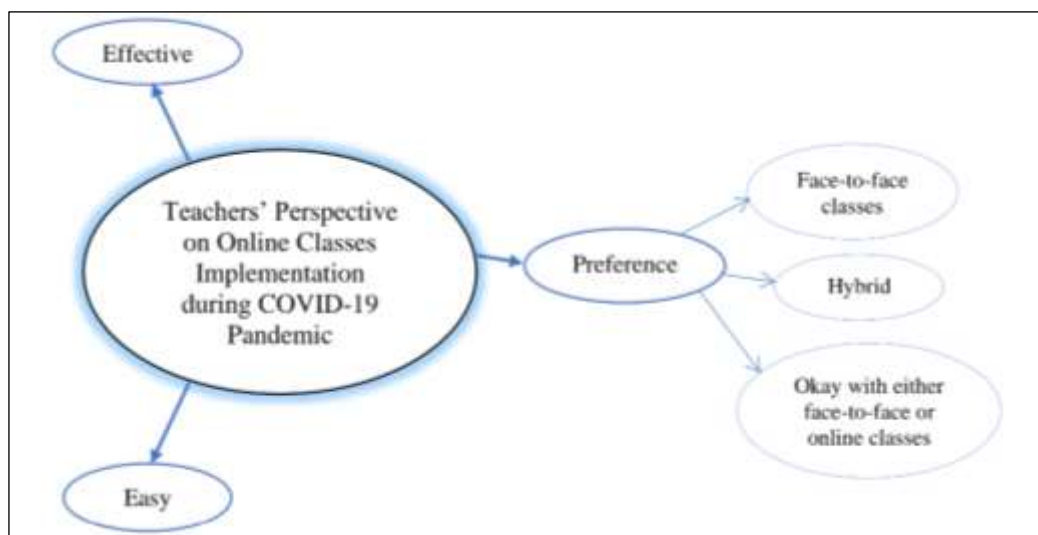 Effective
Teachers' Perspective
on Online Classes
Implementation
during COVID-19
Pandemic
Easy
Preference
Face-to-face
classes
Hybrid
Okay with either
face-to-face or
online classes